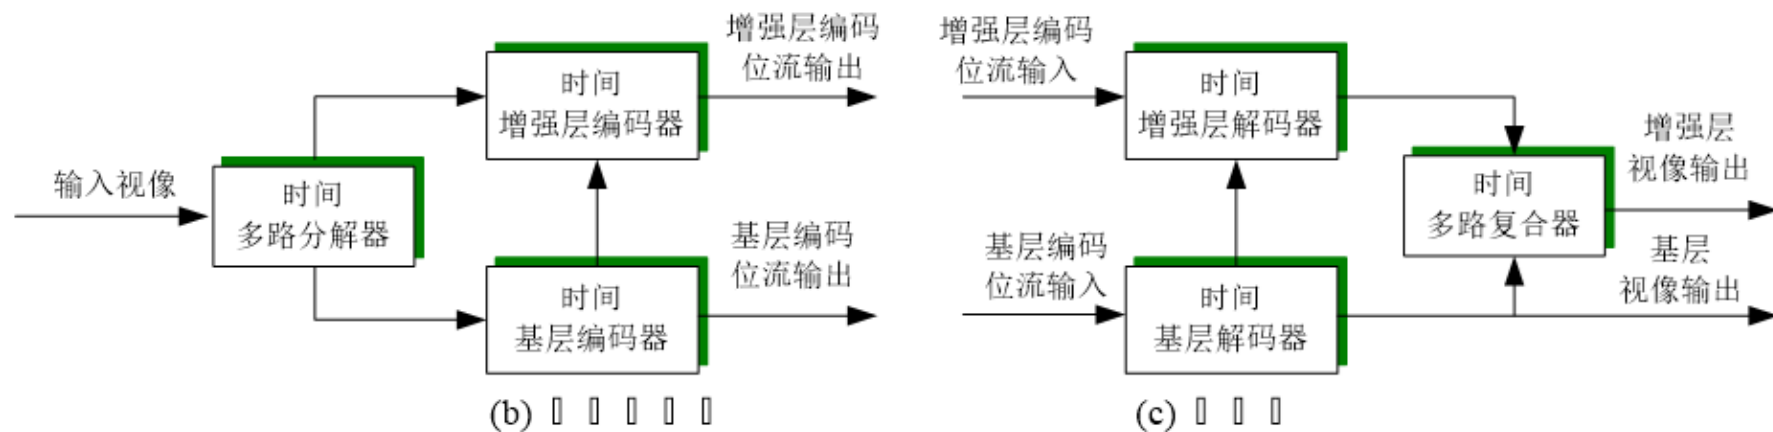 增强层编码
位流输出
时间
增强层编码器
输入视像
时间
多路分解器
基层编码
位流输出
时间
基层编码器
(b)
增强层编码
位流输入
时间
增强层解码器
增强层
视像输出
时间
多路复合器
基层编码
位流输入
基层
视像输出
时间
基层解码器
(c)